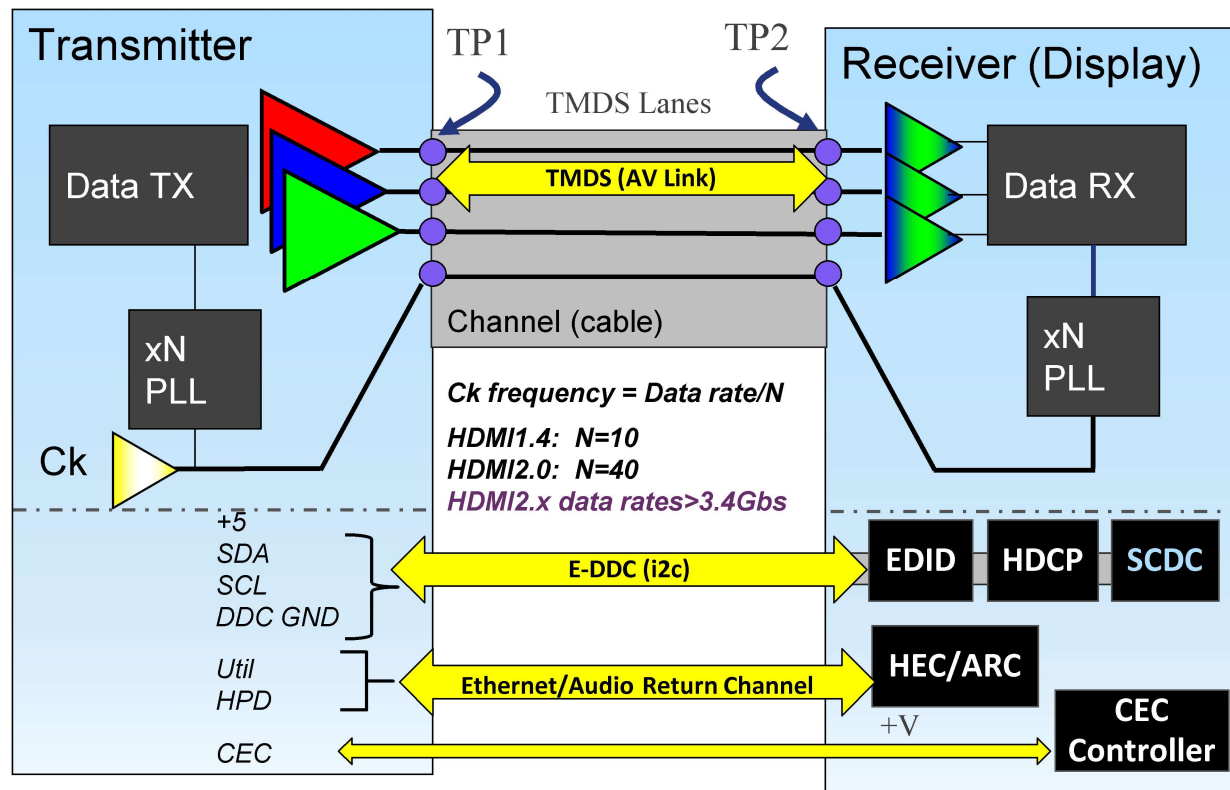 Transmitter
TP1
TP2
Receiver (Display)
TMDS Lanes
Data TX
TMDS (AV Link)
Data RX
Channel (cable)
xN
PLL
xN
PLL
Ck frequency = Data rate/N
HDMI1.4: N=10
HDMI2.0: N=40
HDMI2.x data rates>3.4Gbs
Ck
+5
SDA
SCL
DDC GND
E-DDC (i2c)
EDID
HDCP
SCDC
Util
HPD
Ethernet/Audio Return Channel
HEC/ARC
+V
CEC
CEC
Controller